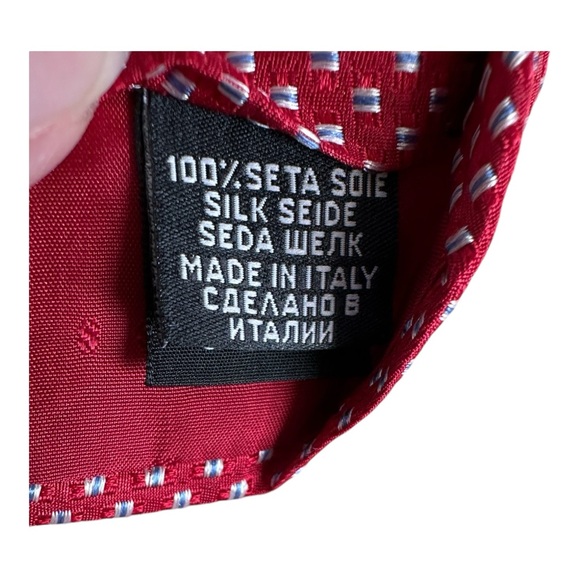 100% SETA SOIE
SILK SEIDE
SEDA ШЕЛК
MADE IN ITALY
СДЕЛАНО В
ИТАЛИИ